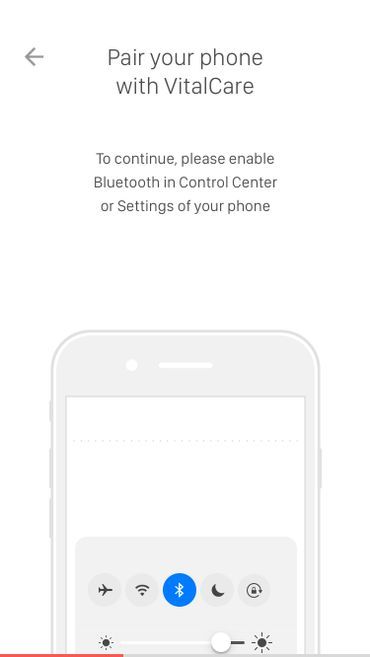 Pair your phone
with VitalCare
To continue, please enable
Bluetooth in Control Center
or Settings of your phone